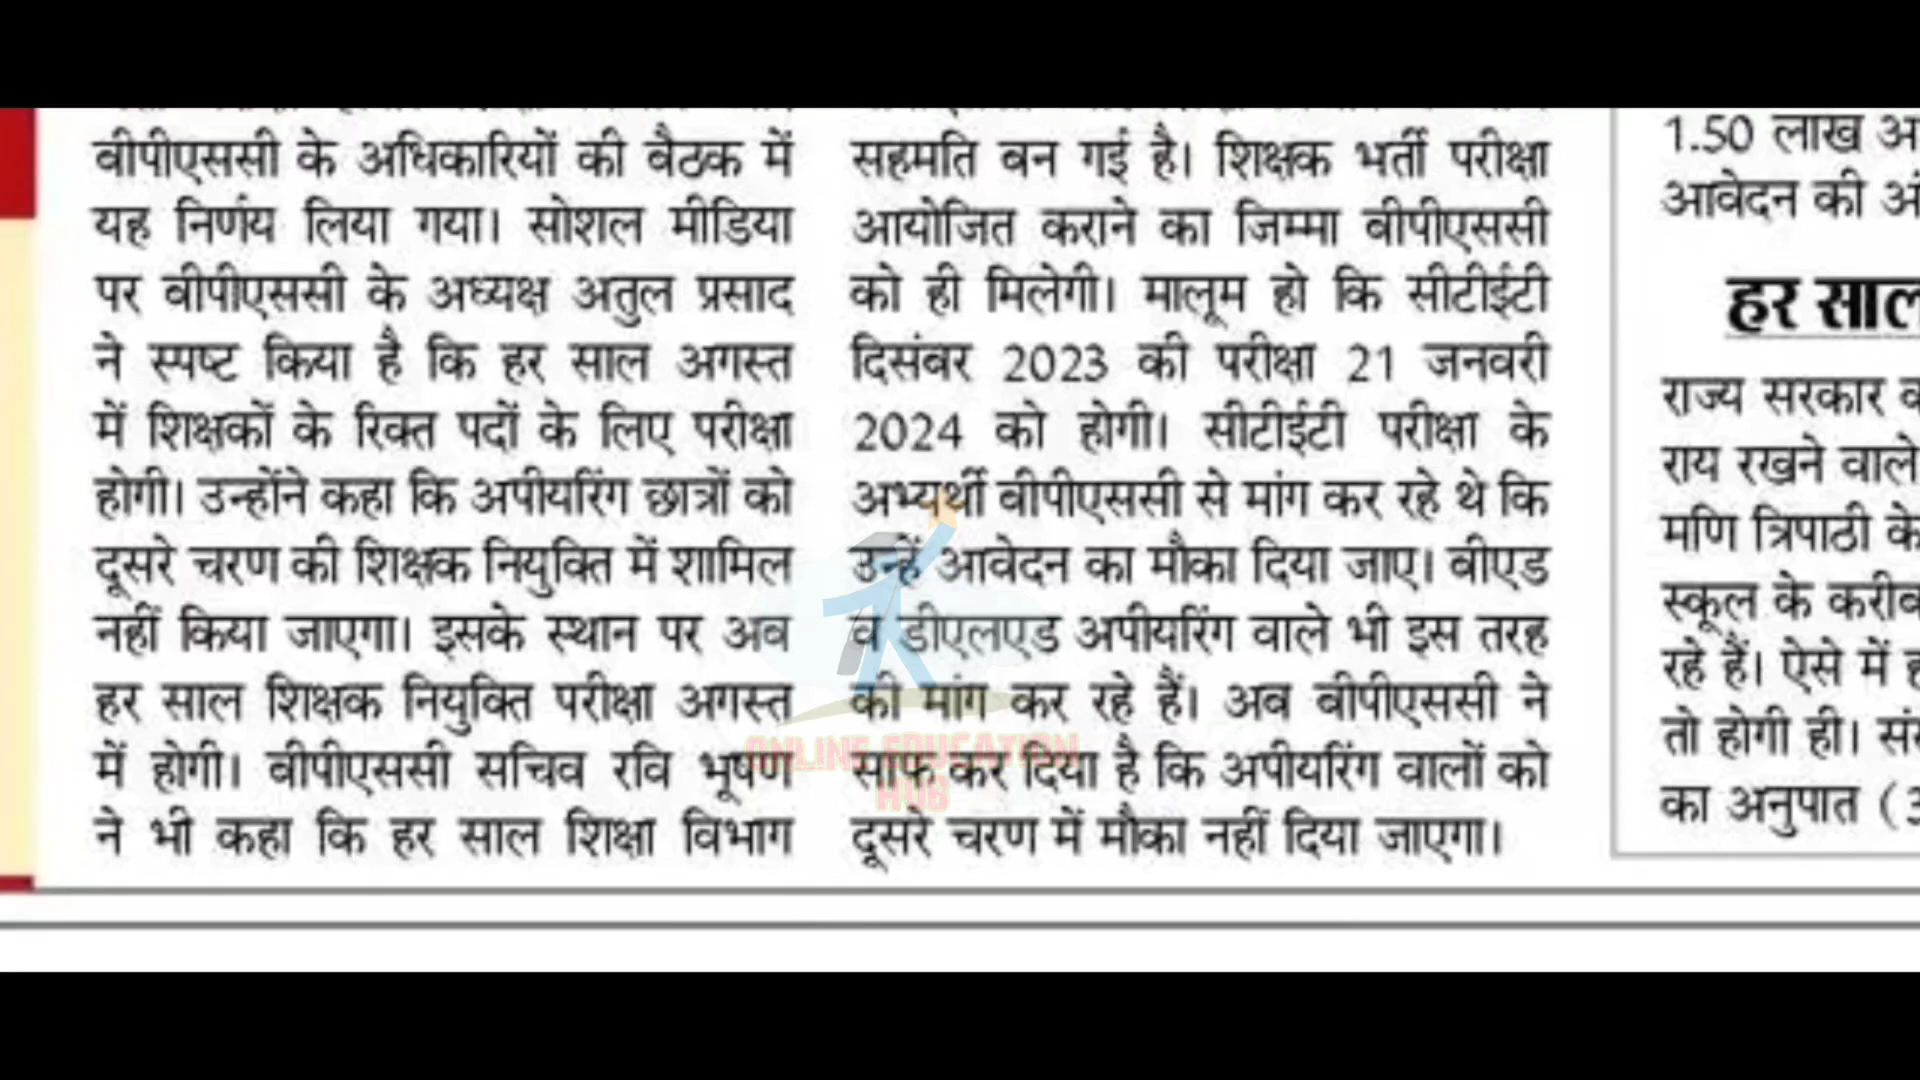 बीपीएससी के अधिकारियों की बैठक में
यह निर्णय लिया गया। सोशल मीडिया
पर बीपीएससी के अध्यक्ष अतुल प्रसाद
ने स्पष्ट किया है कि हर साल अगस्त
में शिक्षकों के रिक्त पदों के लिए परीक्षा
होगी। उन्होंने कहा कि अपीयरिंग छात्रों को
दूसरे चरण की शिक्षक नियुक्ति में शामिल
नहीं किया जाएगा। इसके स्थान पर अब
हर साल शिक्षक नियुक्ति परीक्षा अगस्त
में होगी। बीपीएससी सचिव रवि भूषण
ने भी कहा कि हर साल शिक्षा विभाग
सहमति बन गई है। शिक्षक भर्ती परीक्षा
आयोजित कराने का जिम्मा बीपीएससी
को ही मिलेगी। मालूम हो कि सीटीईटी
दिसंबर 2023 की परीक्षा 21 जनवरी
2024 को होगी। सीटीईटी परीक्षा के
अभ्यर्थी बीपीएससी से मांग कर रहे थे कि
उन्हें आवेदन का मौका दिया जाए। बीएड
व डीएलएड अपीयरिंग वाले भी इस तरह
की मांग कर रहे हैं। अब बीपीएससी ने
साफ कर दिया है कि अपीयरिंग वालों को
दूसरे चरण में मौका नहीं दिया जाएगा।
1.50 लाख
आवेदन की
हर साल
राज्य सरकार
राय रखने वाले
मणि त्रिपाठी के
स्कूल के
रहे हैं। ऐसे में
तो होगी ही।
का अनुपात
ONLINE EDUCATION
HUB